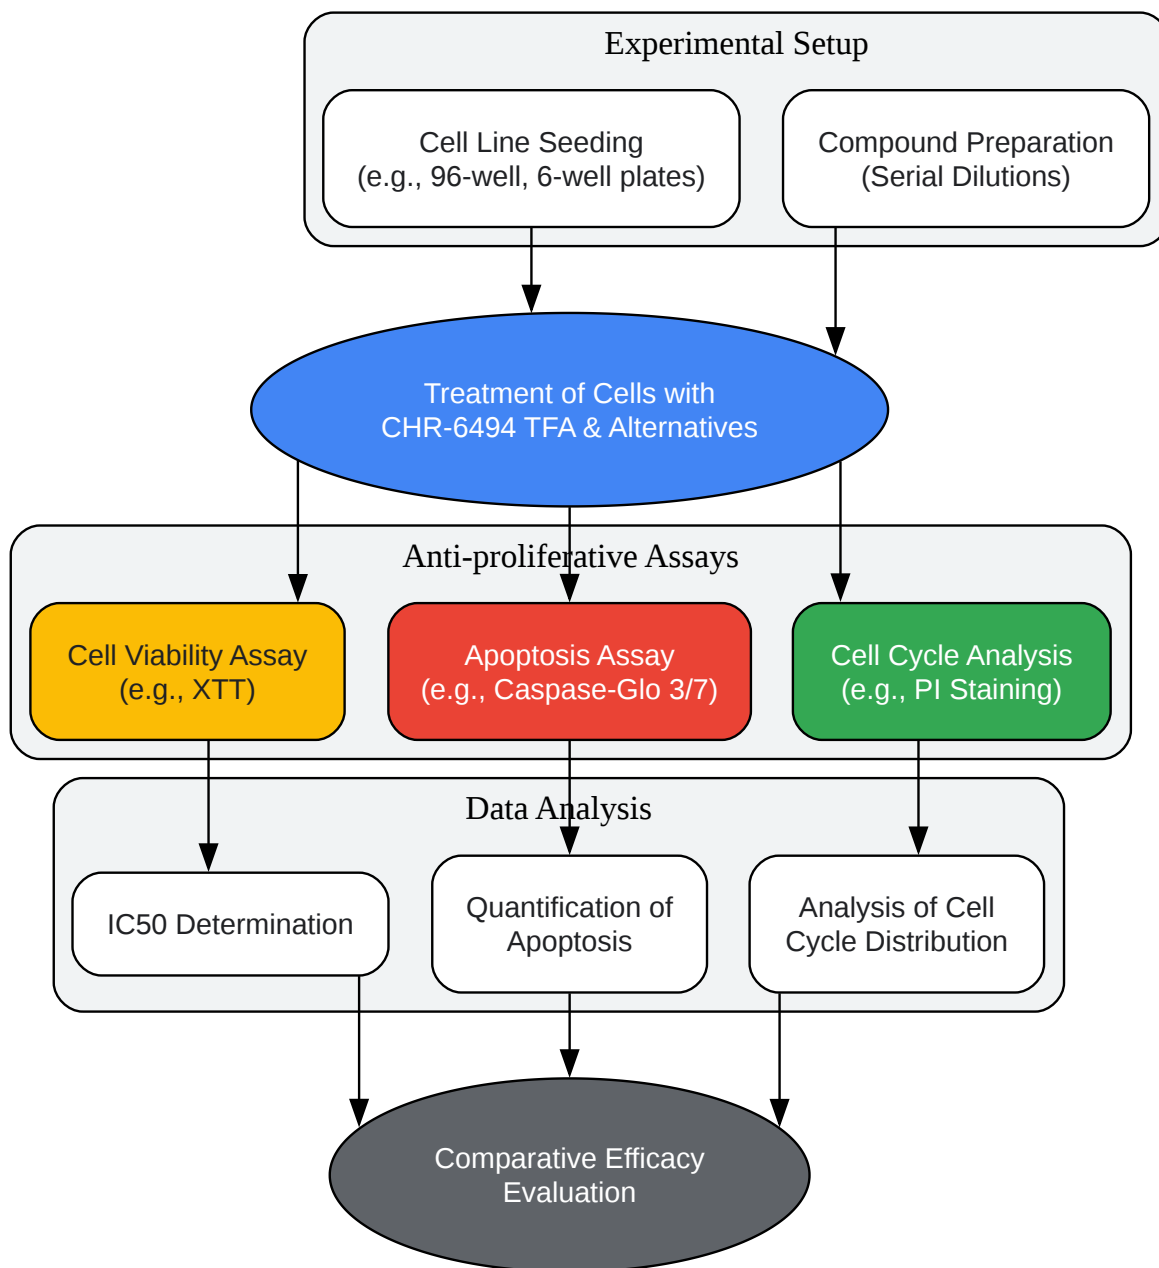 Experimental Setup
Cell Line Seeding
(e.g., 96-well, 6-well plates)
Compound Preparation
(Serial Dilutions)
Treatment of Cells with
CHR-6494 TFA & Alternatives
Anti-proliferative Assays
Cell Viability Assay
(e.g., XTT)
Apoptosis Assay
(e.g., Caspase-Glo 3/7)
Cell Cycle Analysis
(e.g., PI Staining)
Data Analysis
IC50 Determination
Quantification of
Apoptosis
Analysis of Cell
Cycle Distribution
Comparative Efficacy
Evaluation